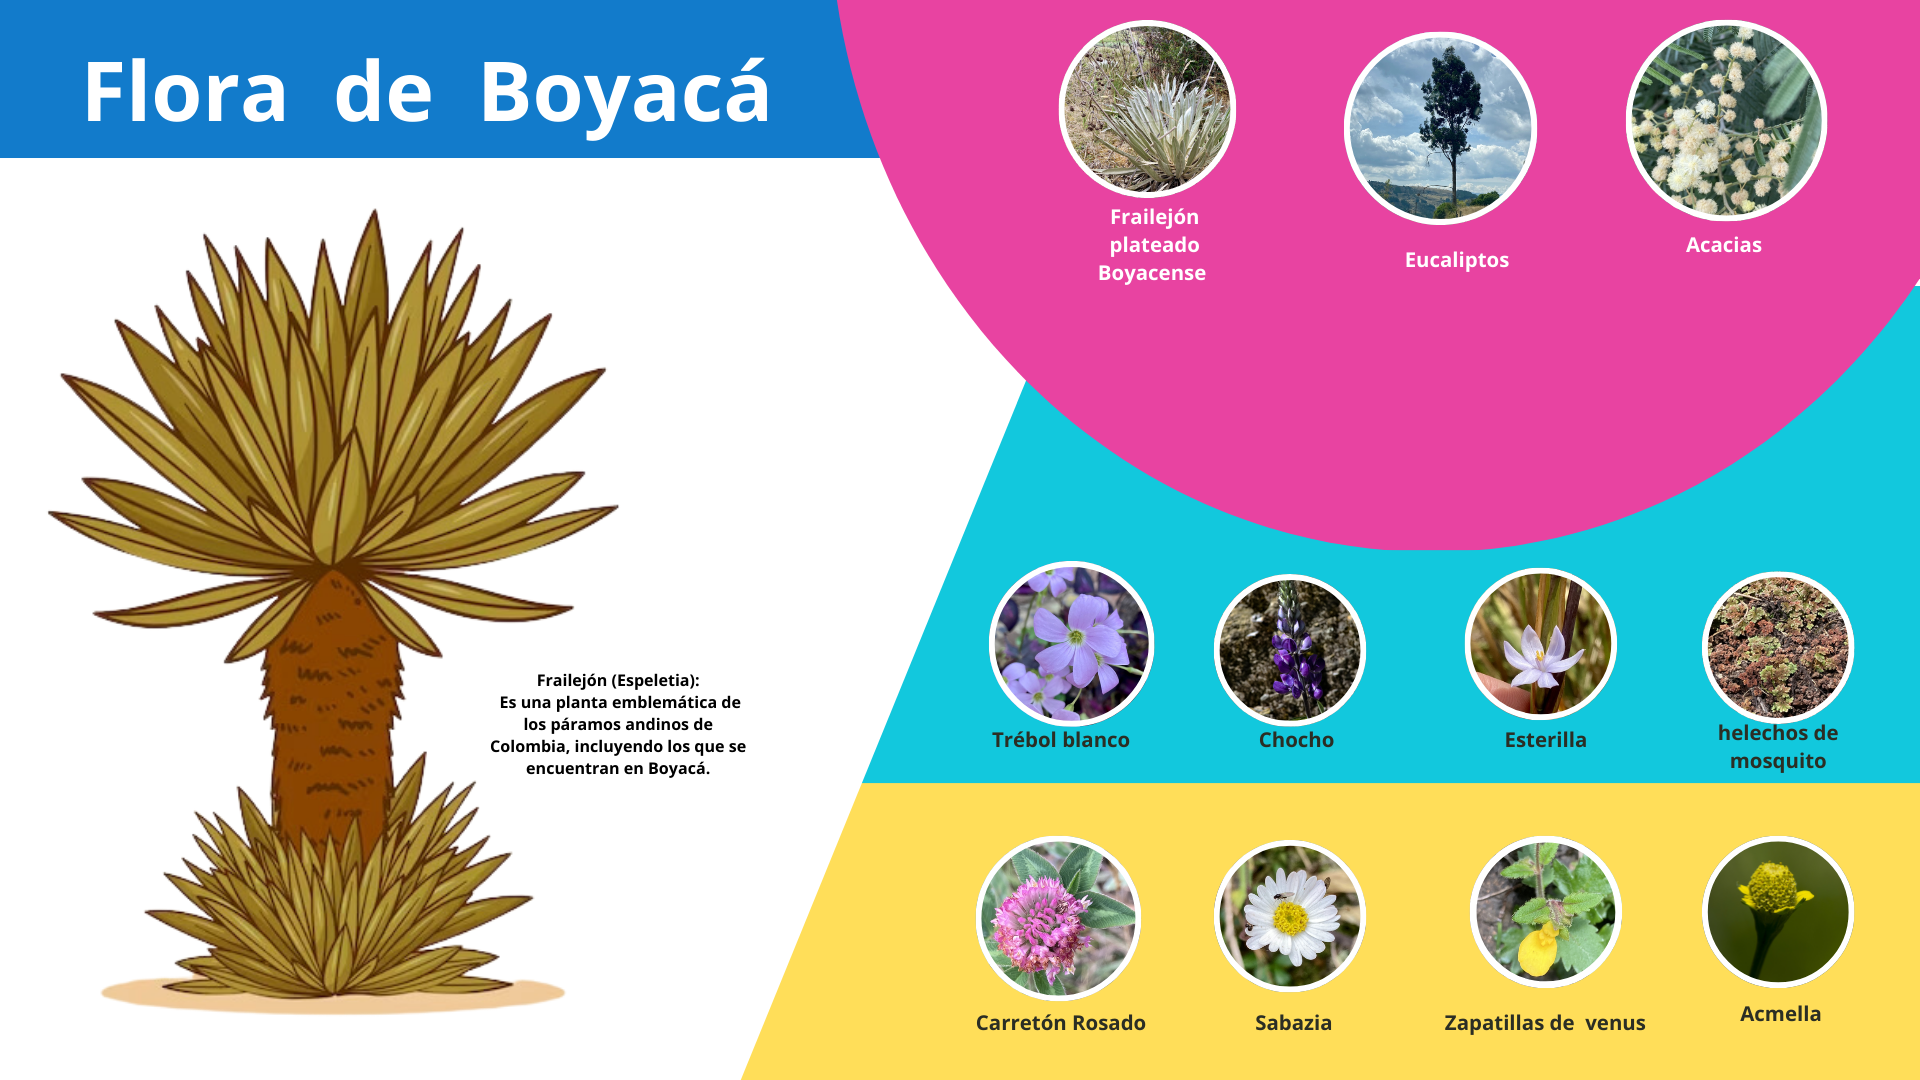 Flora de Boyacá
Frailejón
plateado
Boyacense
Eucaliptos
Acacias
Frailejón (Espeletia):
Es una planta emblemática de
los páramos andinos de
Colombia, incluyendo los que se
encuentran en Boyacá.
Trébol blanco
Chocho
Esterilla
helechos de
mosquito
Carretón Rosado
Sabazia
Zapatillas de venus
Acmella